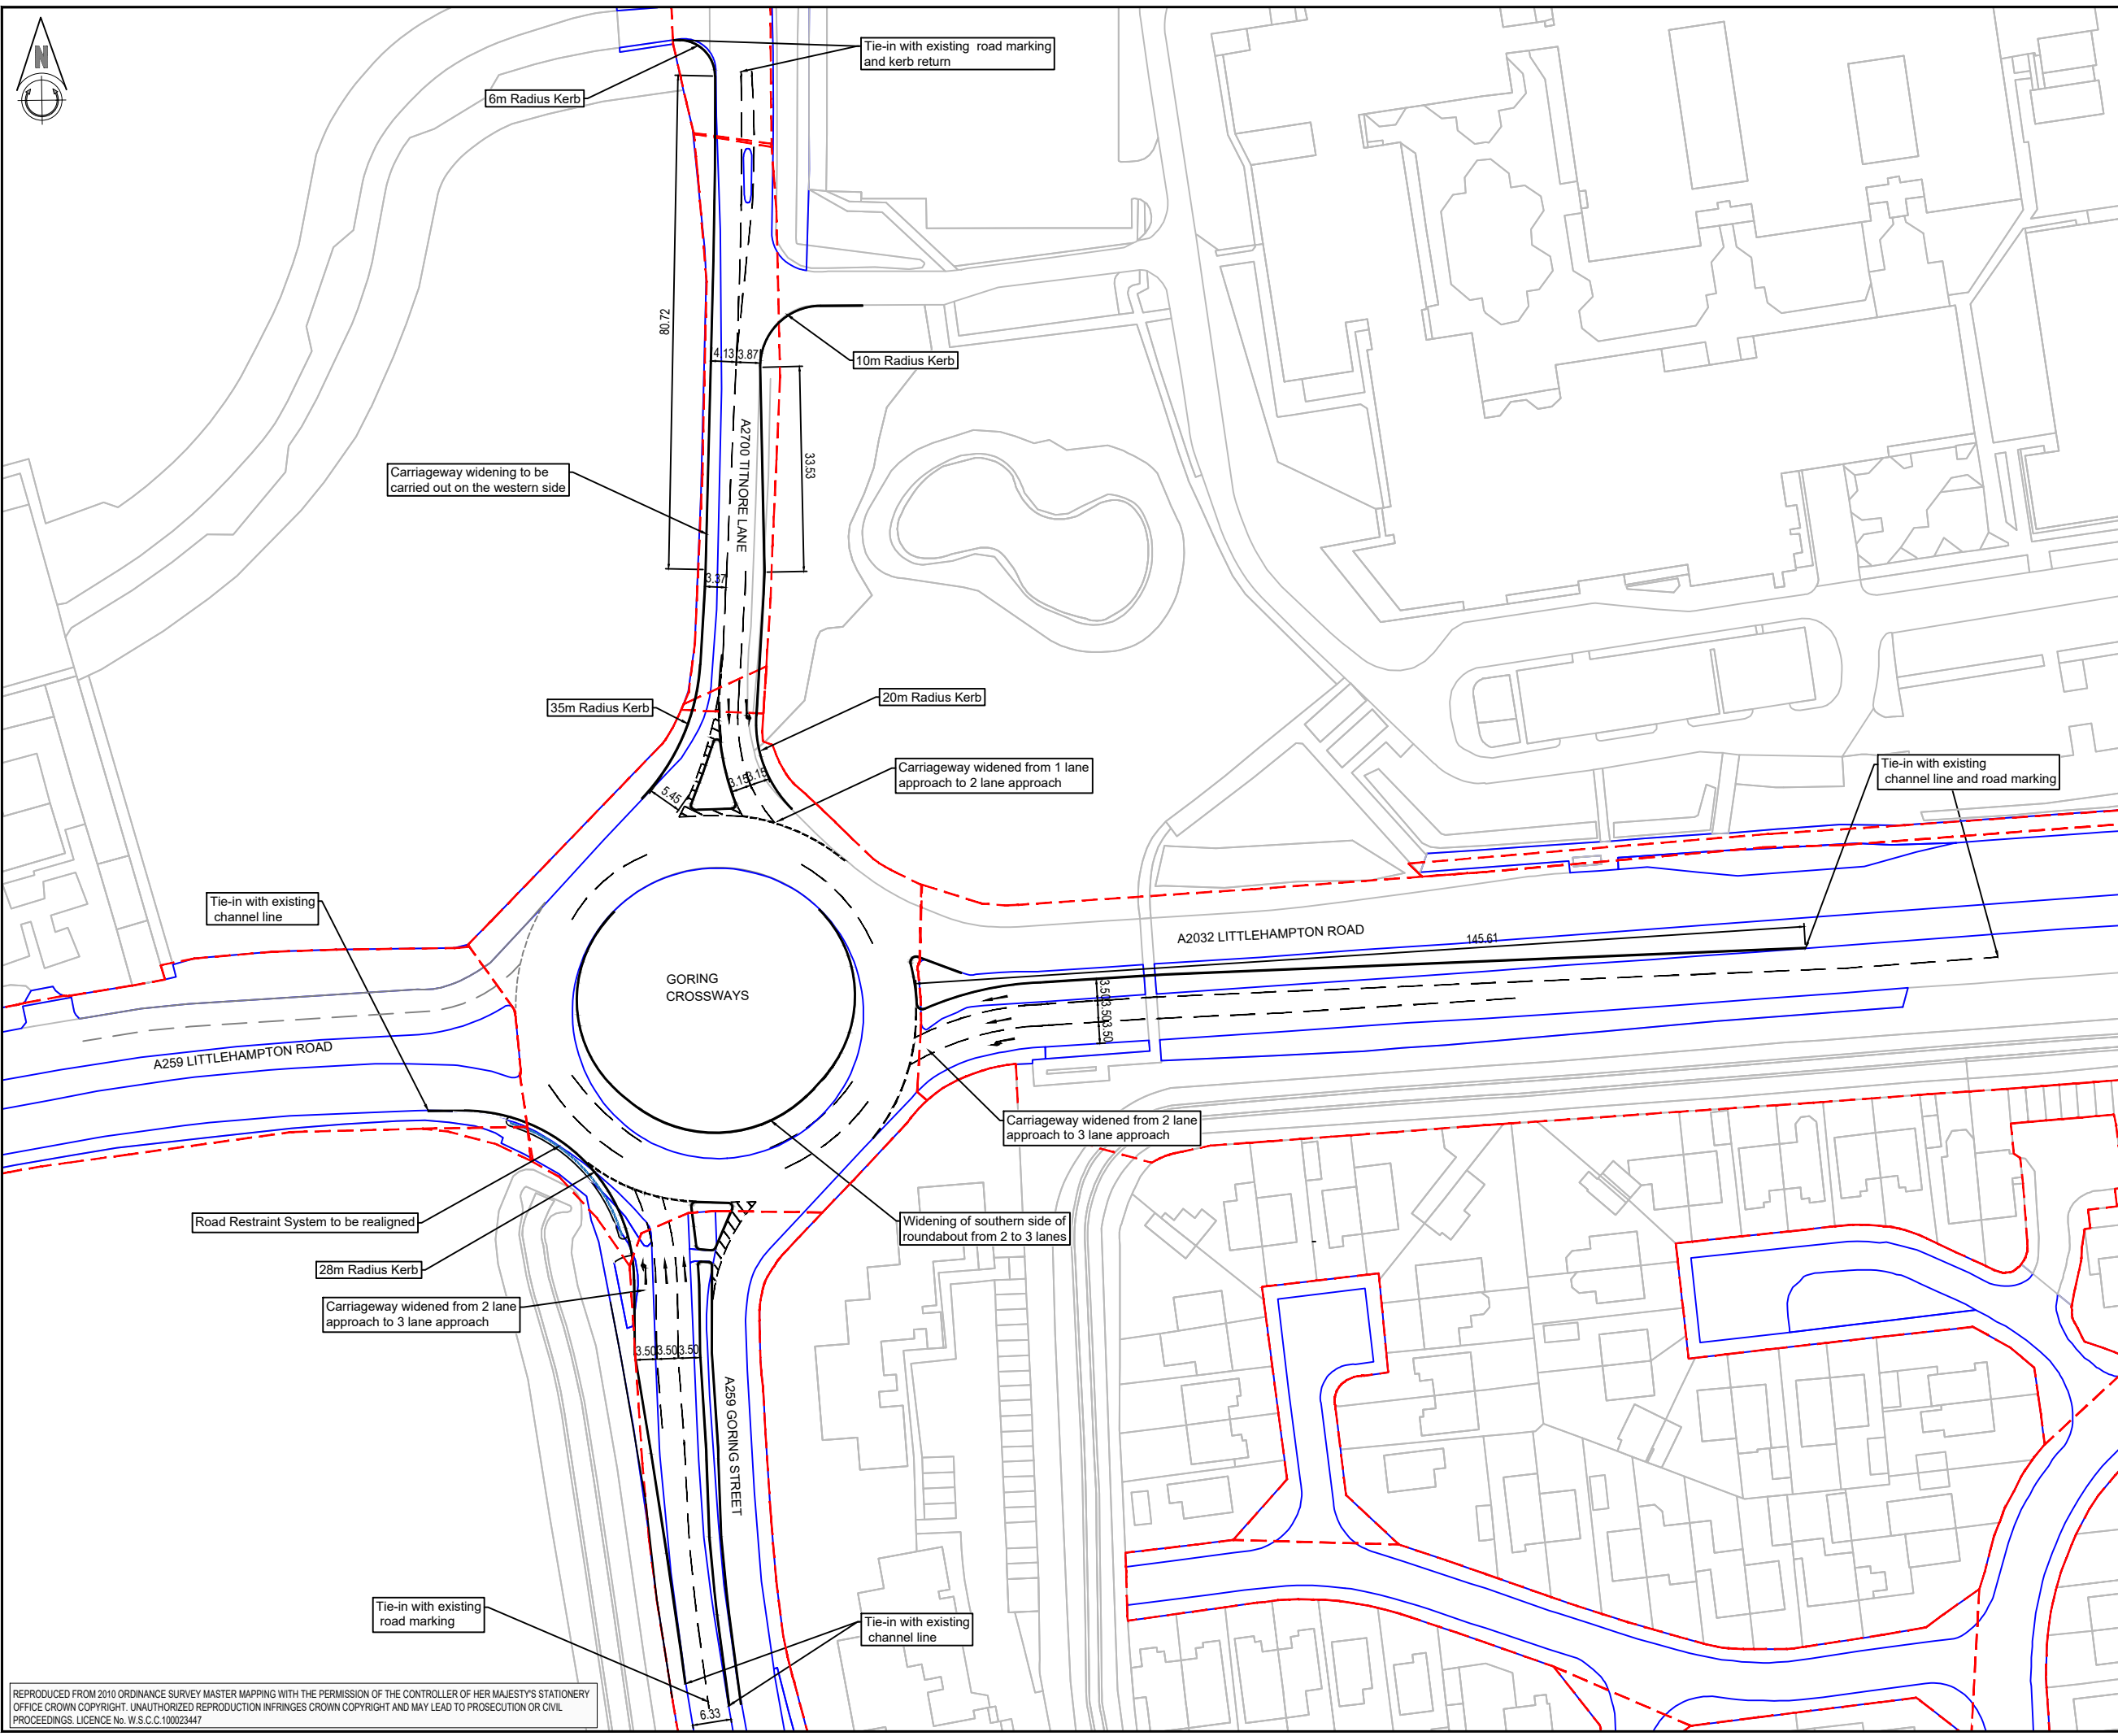 N
Tie-in with existing road marking
and kerb return
6m Radius Kerb
80.72
4.13
3.87
10m Radius Kerb
A2700 TITNORE LANE
33.53
Carriageway widening to be
carried out on the western side
3.37
35m Radius Kerb
20m Radius Kerb
5.45
3.15
3.15
Carriageway widened from 1 lane
approach to 2 lane approach
Tie-in with existing
channel line and road marking
Tie-in with existing
channel line
A2032 LITTLEHAMPTON ROAD
145.61
GORING
CROSSWAYS
3.50
3.50
3.50
A259 LITTLEHAMPTON ROAD
Carriageway widened from 2 lane
approach to 3 lane approach
Road Restraint System to be realigned
Widening of southern side of
roundabout from 2 to 3 lanes
28m Radius Kerb
Carriageway widened from 2 lane
approach to 3 lane approach
3.50
3.50
3.50
A259 GORING STREET
Tie-in with existing
road marking
Tie-in with existing
channel line
6.33
REPRODUCED FROM 2010 ORDINANCE SURVEY MASTER MAPPING WITH THE PERMISSION OF THE CONTROLLER OF HER MAJESTY'S STATIONERY
OFFICE CROWN COPYRIGHT. UNAUTHORIZED REPRODUCTION INFRINGES CROWN COPYRIGHT AND MAY LEAD TO PROSECUTION OR CIVIL
PROCEEDINGS. LICENCE No. W.S.C.C.100023447